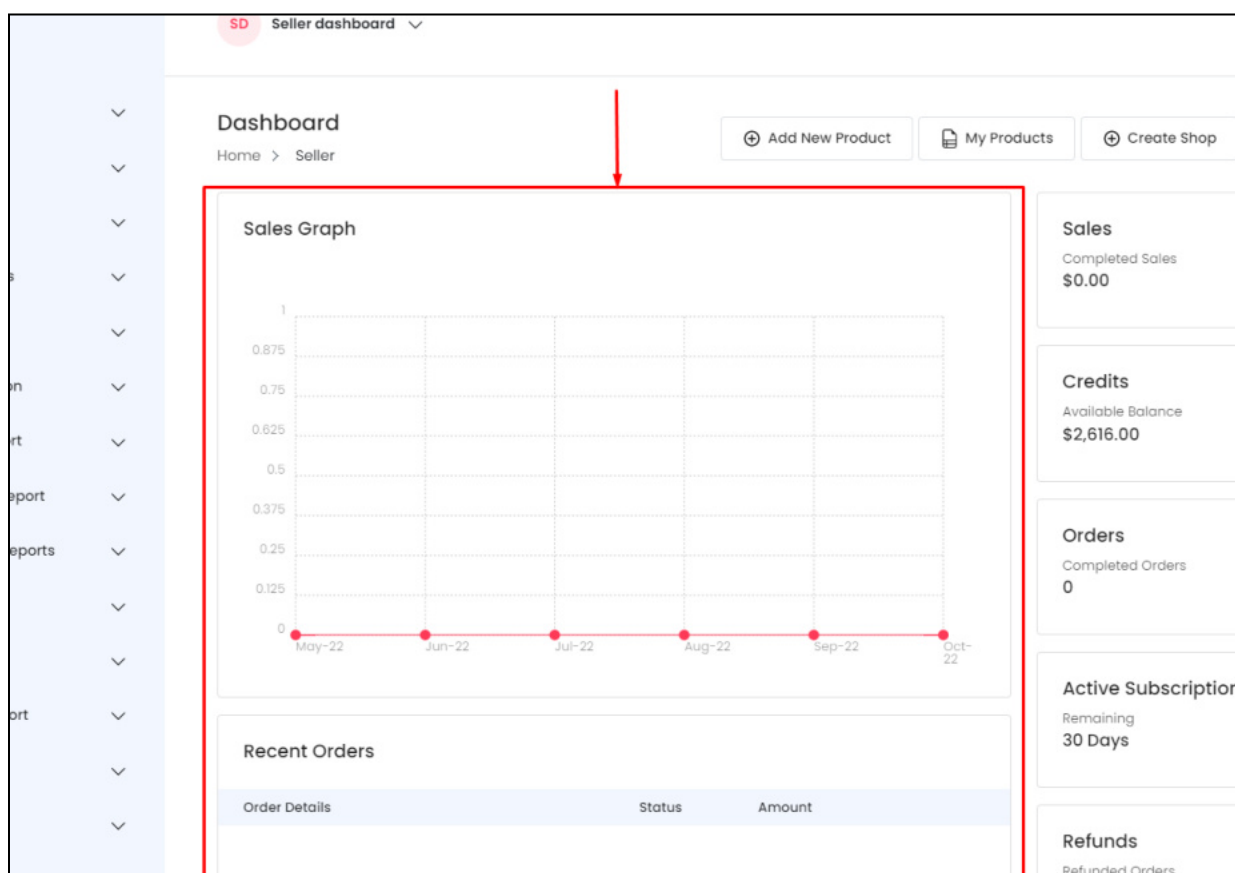 SD Seller dashboard
Dashboard
Home > Seller
Add New Product
My Products
Create Shop
Sales Graph
1
0.875
0.75
0.625
0.5
0.375
0.25
0.125
0
May-22 Jun-22 Jul-22 Aug-22 Sep-22 Oct-
22
Recent Orders
Order Details Status Amount
Sales
Completed Sales
$0.00
Credits
Available Balance
$2,616.00
Orders
Completed Orders
0
Active Subscription
Remaining
30 Days
Refunds
Refunded Orders